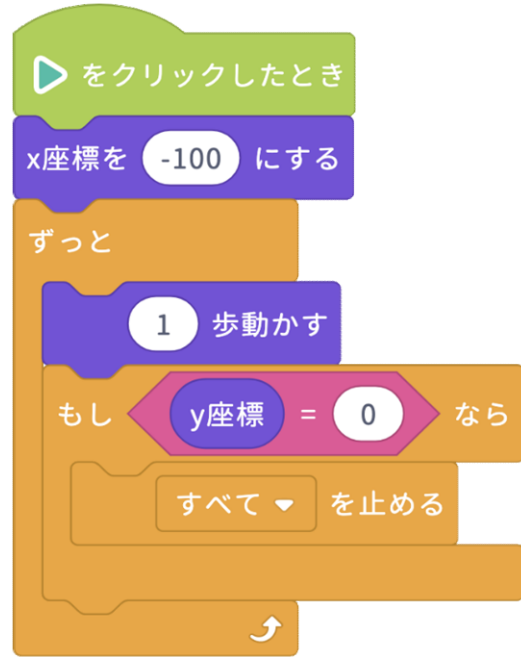 をクリックしたとき
x座標を -100 にする
ずっと
1 歩動かす
もし y座標 = 0 なら
すべて を止める